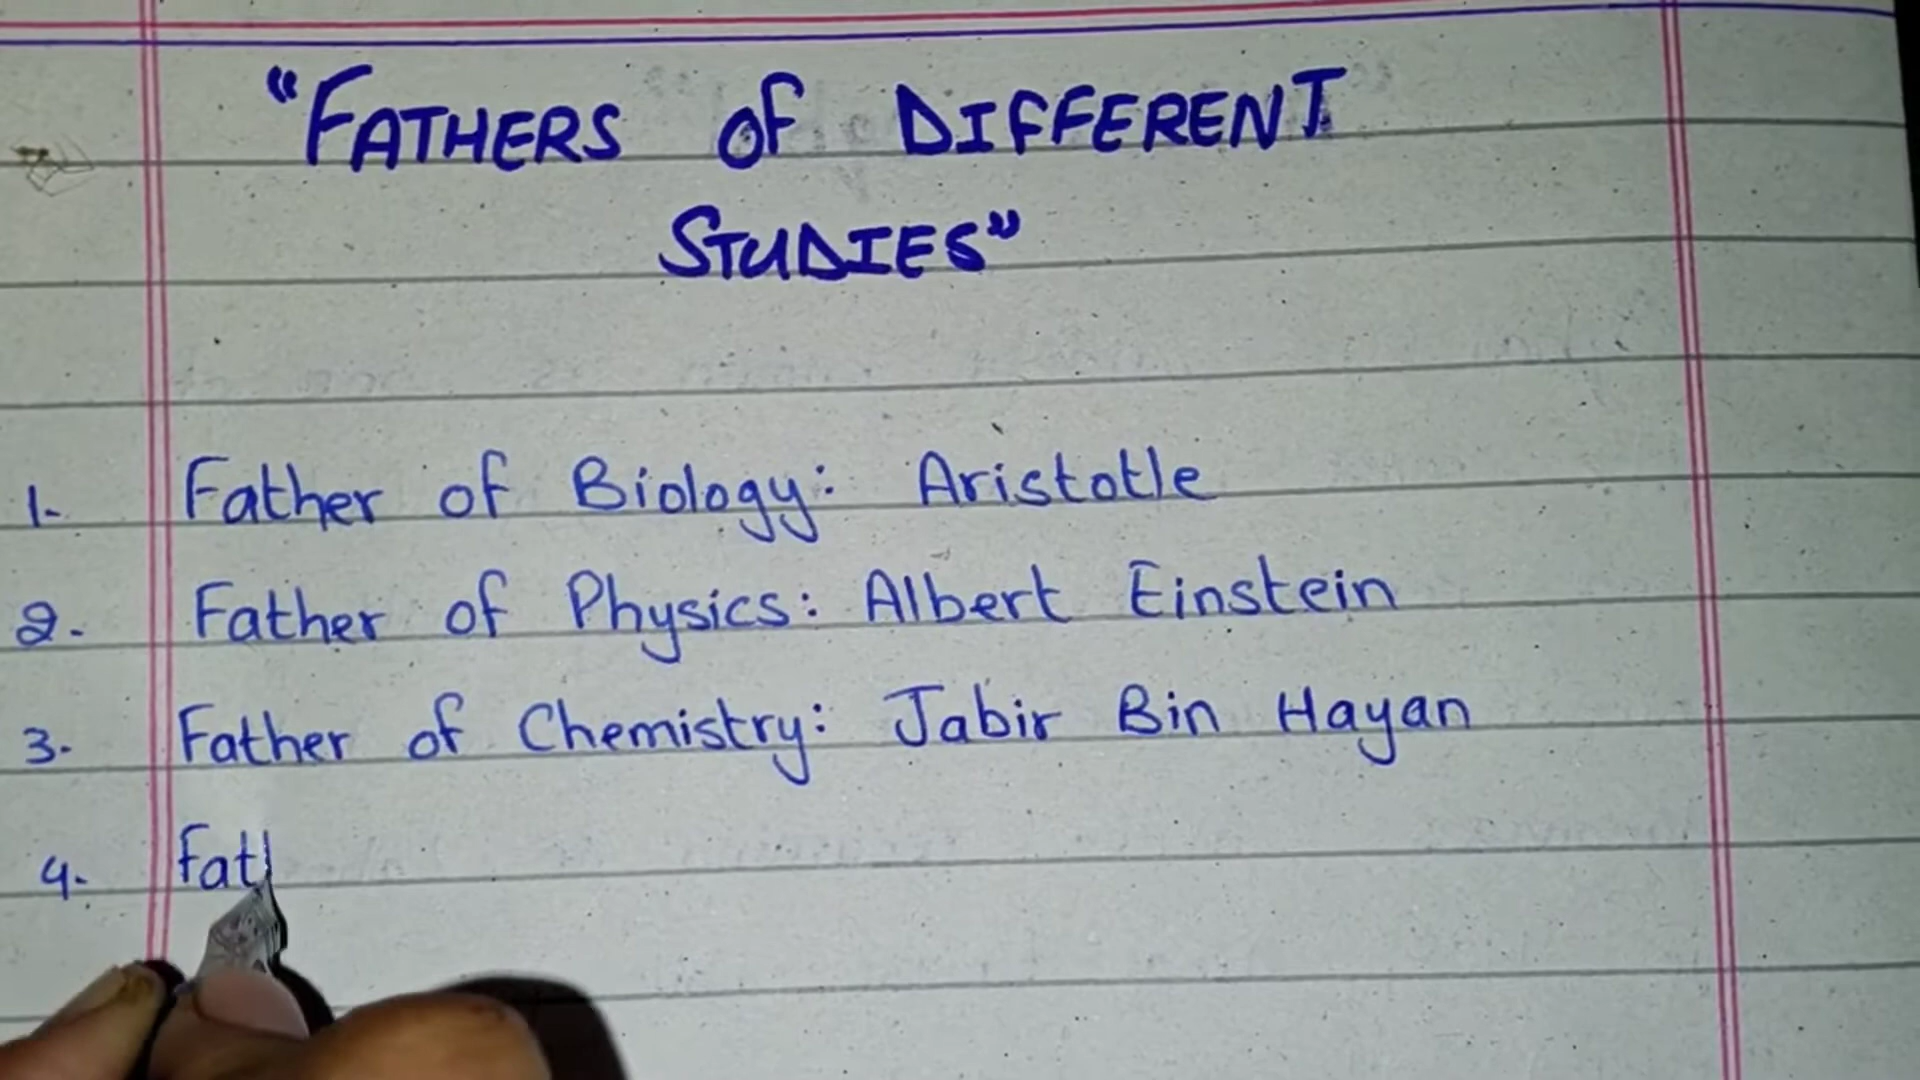 "FATHERS OF DIFFERENT
STUDIES"
1- Father of Biology: Aristotle
2- Father of Physics: Albert Einstein
3- Father of Chemistry: Jabir Bin Hayan
4- Fath